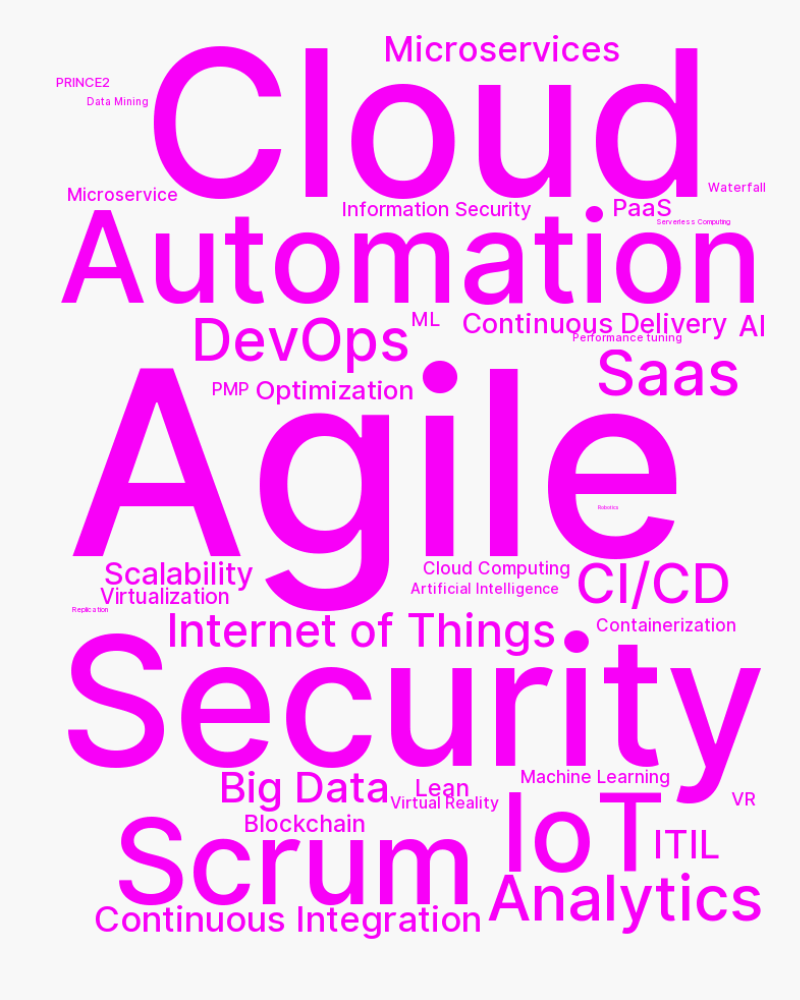 Microservices
Cloud
PRINCE2
Data Mining
Waterfall
Microservice
Information Security
PaaS
Serverless Computing
Automation
DevOps
ML
Continuous Delivery
AI
Performance tuning
Saas
PMP
Optimization
Agile
Robotics
Scalability
Cloud Computing
CI/CD
Artificial Intelligence
Virtualization
Replication
Internet of Things
Containerization
Security
Big Data
Lean
Machine Learning
Virtual Reality
VR
Blockchain
IoT
Scrum
ITIL
Analytics
Continuous Integration